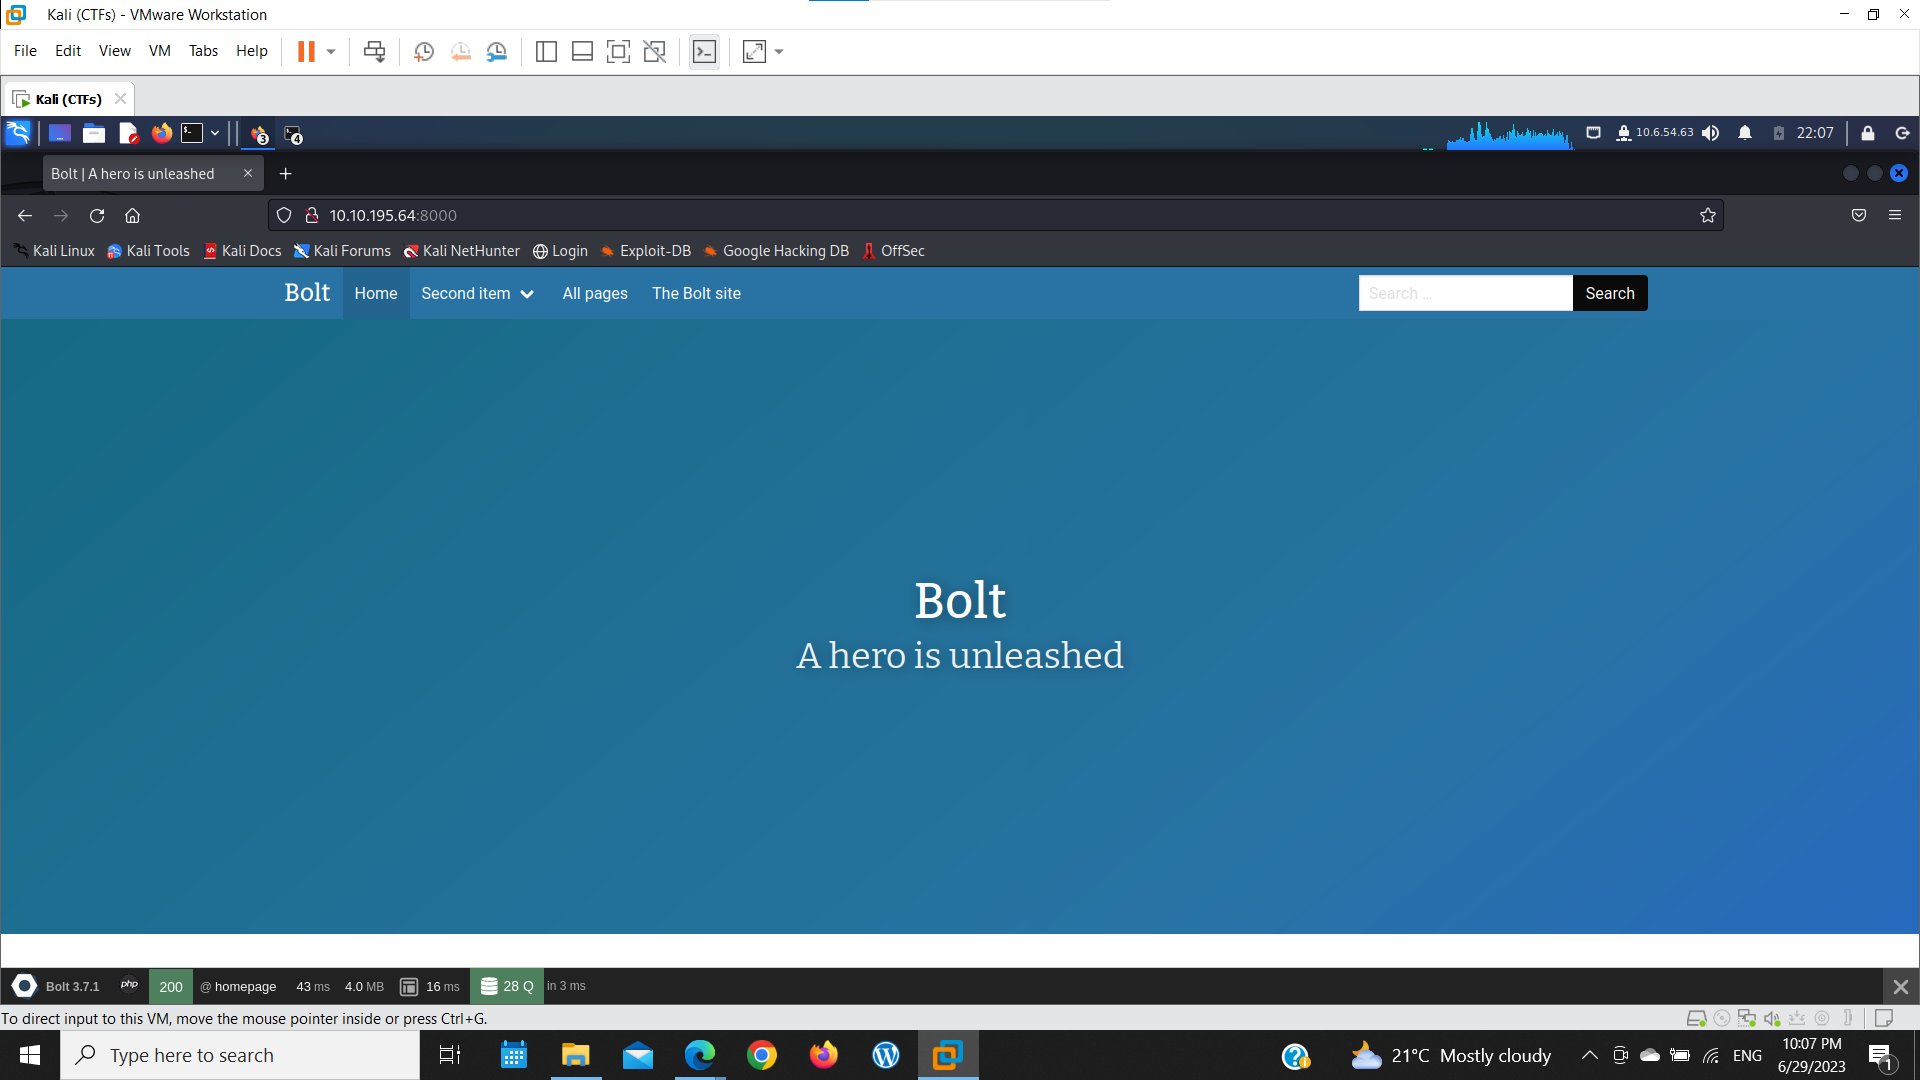 Kali (CTFs) - VMware Workstation
File Edit View VM Tabs Help
Kali (CTFs)
3 4 10.6.54.63 22:07
Bolt | A hero is unleashed
10.10.195.64:8000
Kali Linux Kali Tools Kali Docs Kali Forums Kali NetHunter Login Exploit-DB Google Hacking DB OffSec
Bolt Home Second item All pages The Bolt site Search ... Search
Bolt
A hero is unleashed
Bolt 3.7.1 php 200 @ homepage 43 ms 4.0 MB 16 ms 28 Q in 3 ms
To direct input to this VM, move the mouse pointer inside or press Ctrl+G.
Type here to search 21°C Mostly cloudy ENG 10:07 PM
6/29/2023 1